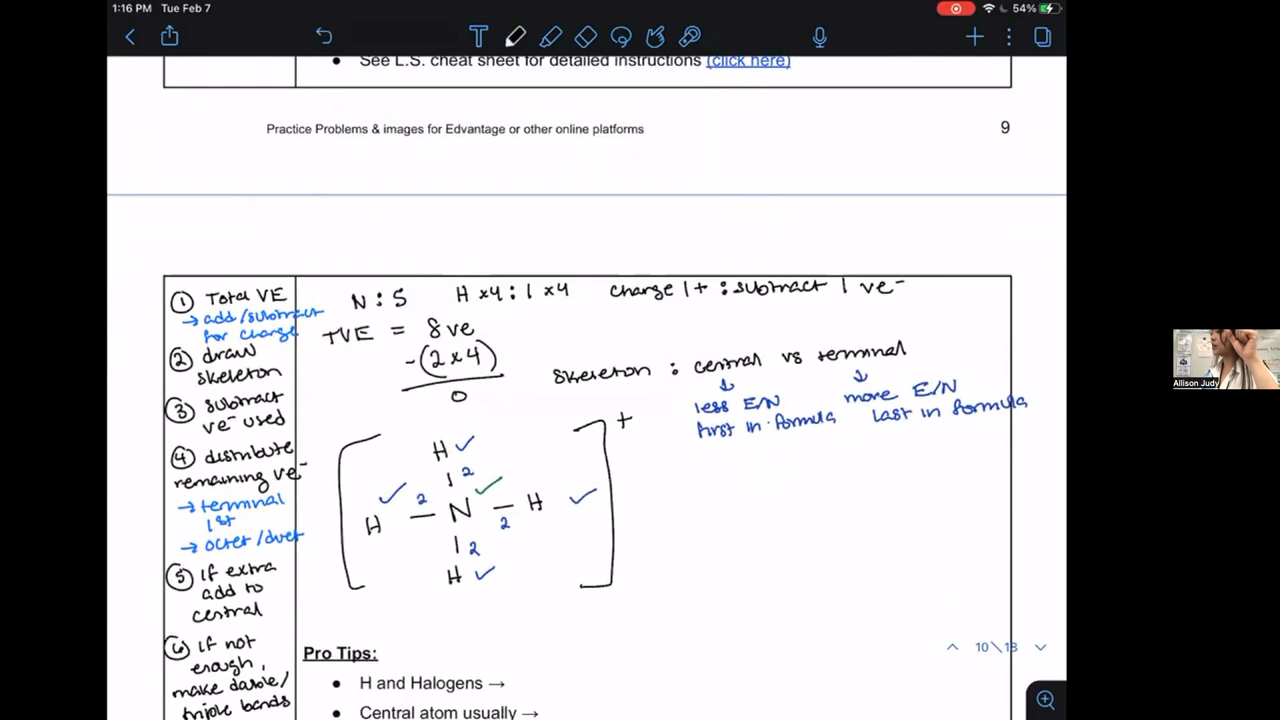 1:16 PM Tue Feb 7
54%
See L.S. cheat sheet for detailed instructions (click here)
Practice Problems & images for Edvantage or other online platforms
9
① Total VE
→ add/subtract
for charge
② draw
skeleton
③ subtract
ve- used
④ distribute
remaining ve-
→ terminal
1st
→ octet/duet
⑤ if extra
add to
central
⑥ if not
enough,
make double/
triple bonds
N : 5 H x4 : 1 x4 charge 1+ : subtract 1 ve-
TVE = 8ve
-(2 x 4)
0
Skeleton : central vs terminal
↓ ↓
less E/N more E/N
first in formula last in formula
+
H ✓
| 2
✓ 2 ✓
H — N — H ✓
2
| 2
H ✓
Pro Tips:
H and Halogens →
Central atom usually →
10\18
Allison Judy